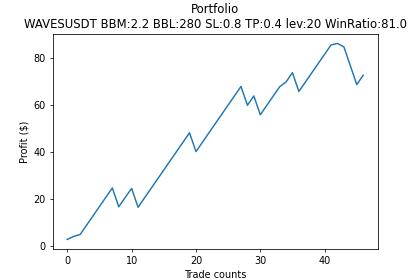 Portfolio
WAVESUSDT BBM:2.2 BBL:280 SL:0.8 TP:0.4 lev:20 WinRatio:81.0
Profit ($)
80
60
40
20
0
0 10 20 30 40
Trade counts